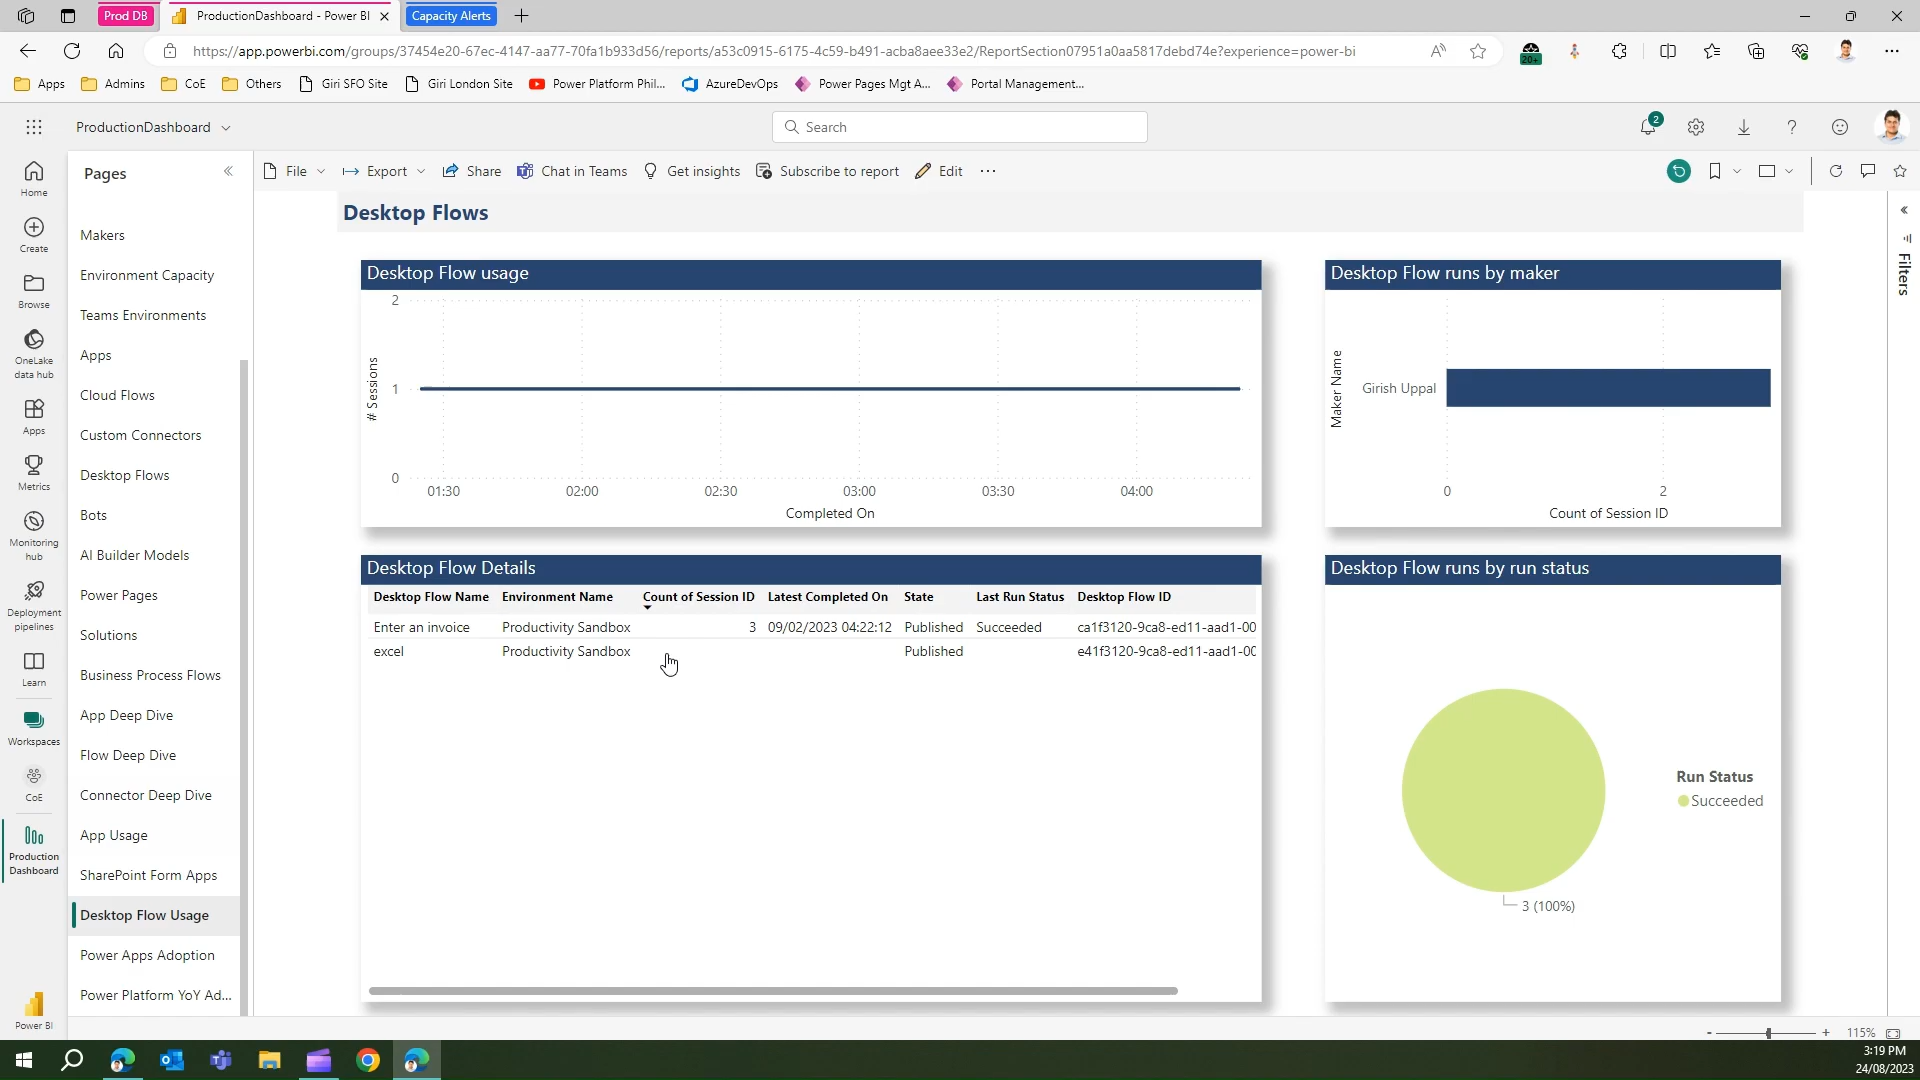 Prod DB
ProductionDashboard - Power BI
Capacity Alerts
https://app.powerbi.com/groups/37454e20-67ec-4147-aa77-70fa1b933d56/reports/a53c0915-6175-4c59-b491-acba8aee33e2/ReportSection07951a0aa5817debd74e?experience=power-bi
20+
Apps
Admins
CoE
Others
Giri SFO Site
Giri London Site
Power Platform Phil...
AzureDevOps
Power Pages Mgt A...
Portal Management...
ProductionDashboard
Search
2
Home
Create
Browse
OneLake
data hub
Apps
Metrics
Monitoring
hub
Deployment
pipelines
Learn
Workspaces
CoE
Production
Dashboard
Power BI
Pages
Makers
Environment Capacity
Teams Environments
Apps
Cloud Flows
Custom Connectors
Desktop Flows
Bots
AI Builder Models
Power Pages
Solutions
Business Process Flows
App Deep Dive
Flow Deep Dive
Connector Deep Dive
App Usage
SharePoint Form Apps
Desktop Flow Usage
Power Apps Adoption
Power Platform YoY Ad...
File
Export
Share
Chat in Teams
Get insights
Subscribe to report
Edit
Desktop Flows
Desktop Flow usage
# Sessions
2
1
0
01:30 02:00 02:30 03:00 03:30 04:00
Completed On
Desktop Flow runs by maker
Maker Name
Girish Uppal
0 2
Count of Session ID
Desktop Flow Details
Desktop Flow Name Environment Name Count of Session ID Latest Completed On State Last Run Status Desktop Flow ID
Enter an invoice Productivity Sandbox 3 09/02/2023 04:22:12 Published Succeeded ca1f3120-9ca8-ed11-aad1-00
excel Productivity Sandbox Published e41f3120-9ca8-ed11-aad1-00
Desktop Flow runs by run status
Run Status
Succeeded
3 (100%)
Filters
- + 115%
3:19 PM
24/08/2023